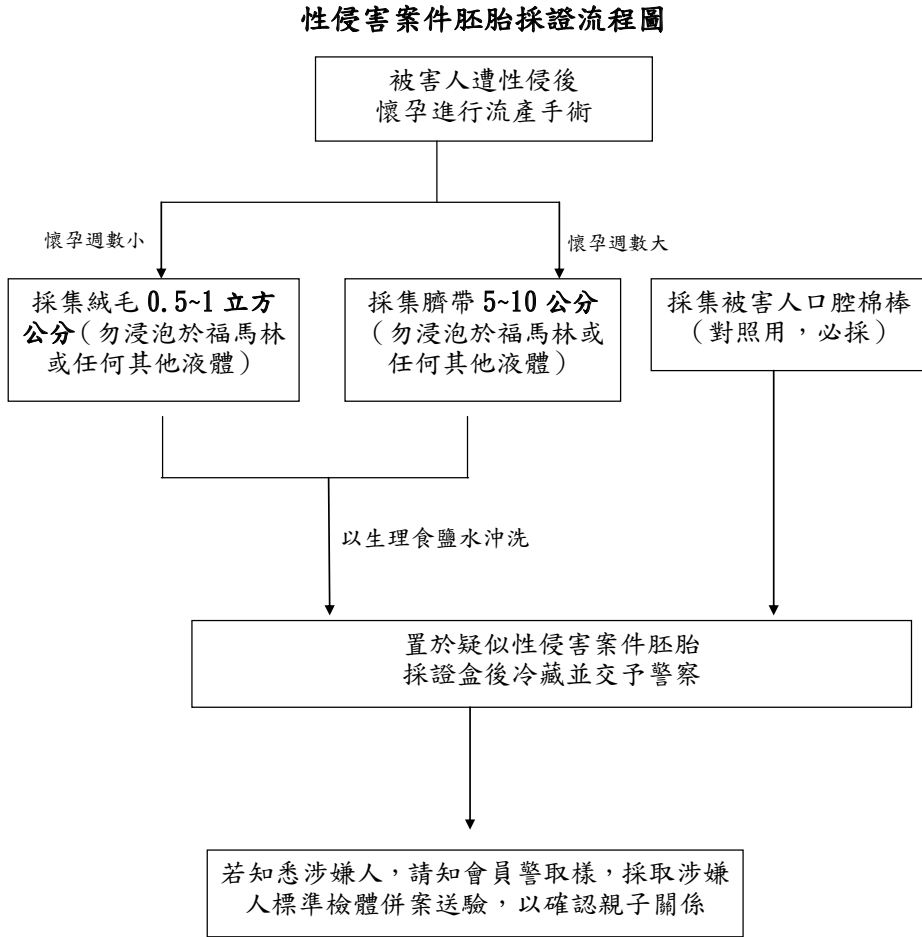 性侵害案件胚胎採證流程圖
被害人遭性侵後
懷孕進行流產手術
懷孕週數小
懷孕週數大
採集絨毛 0.5~1 立方
公分（勿浸泡於福馬林
或任何其他液體）
採集臍帶 5~10 公分
（勿浸泡於福馬林或
任何其他液體）
採集被害人口腔棉棒
（對照用，必採）
以生理食鹽水沖洗
置於疑似性侵害案件胚胎
採證盒後冷藏並交予警察
若知悉涉嫌人，請知會員警取樣，採取涉嫌
人標準檢體併案送驗，以確認親子關係